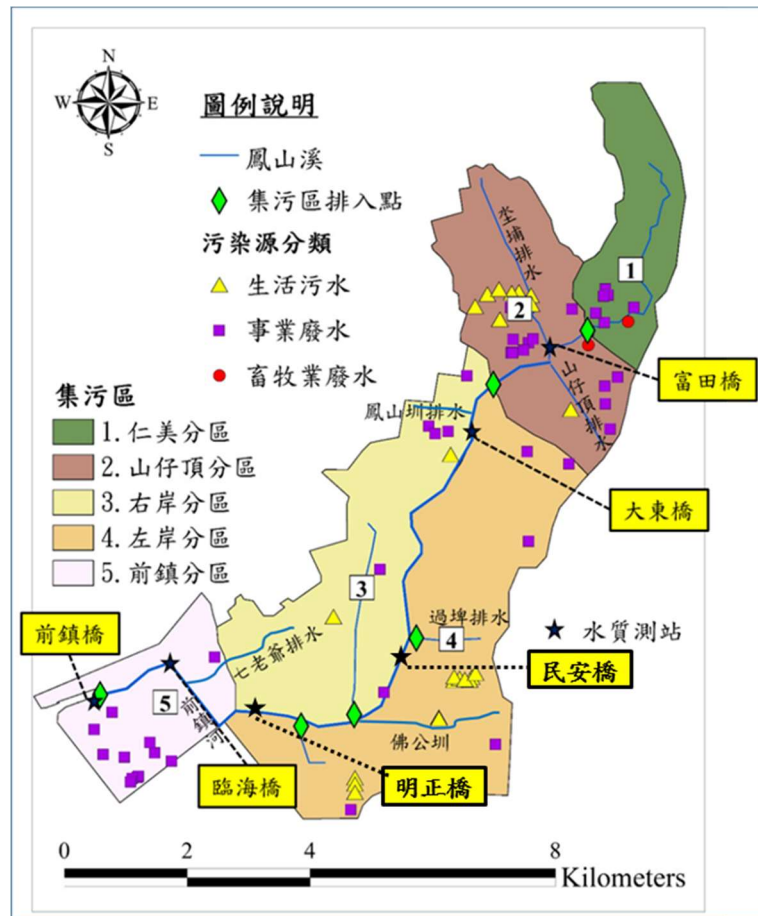 N
W E
S
圖例說明
鳳山溪
集污區排入點
污染源分類
生活污水
事業廢水
畜牧業廢水
集污區
1. 仁美分區
2. 山仔頂分區
3. 右岸分區
4. 左岸分區
5. 前鎮分區
坔埔排水
1
2
富田橋
山仔頂排水
鳳山圳排水
大東橋
3
過埤排水
4
水質測站
前鎮橋
七老爺排水
民安橋
5
前鎮河
佛公圳
臨海橋
明正橋
0 2 4 8
Kilometers